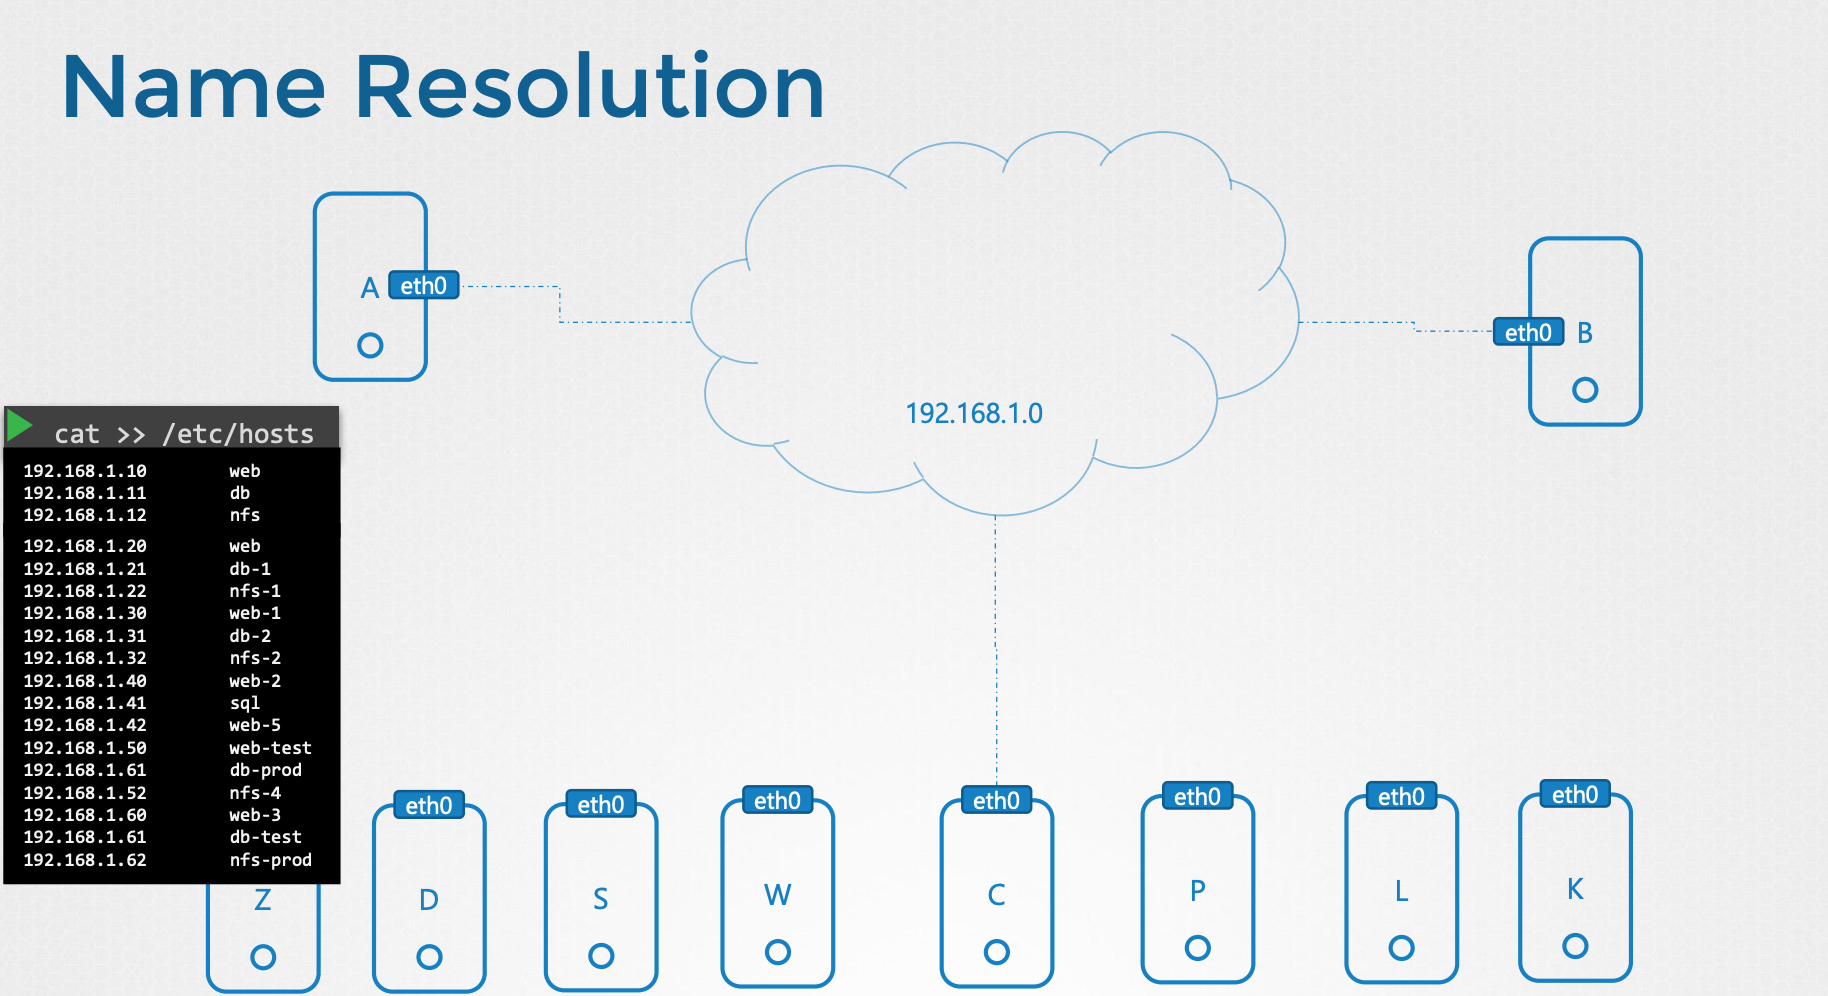 Name Resolution
A eth0
eth0 B
192.168.1.0
cat >> /etc/hosts
192.168.1.10 web
192.168.1.11 db
192.168.1.12 nfs
192.168.1.20 web
192.168.1.21 db-1
192.168.1.22 nfs-1
192.168.1.30 web-1
192.168.1.31 db-2
192.168.1.32 nfs-2
192.168.1.40 web-2
192.168.1.41 sql
192.168.1.42 web-5
192.168.1.50 web-test
192.168.1.61 db-prod
192.168.1.52 nfs-4
192.168.1.60 web-3
192.168.1.61 db-test
192.168.1.62 nfs-prod
eth0 eth0 eth0 eth0 eth0 eth0 eth0
Z D S W C P L K